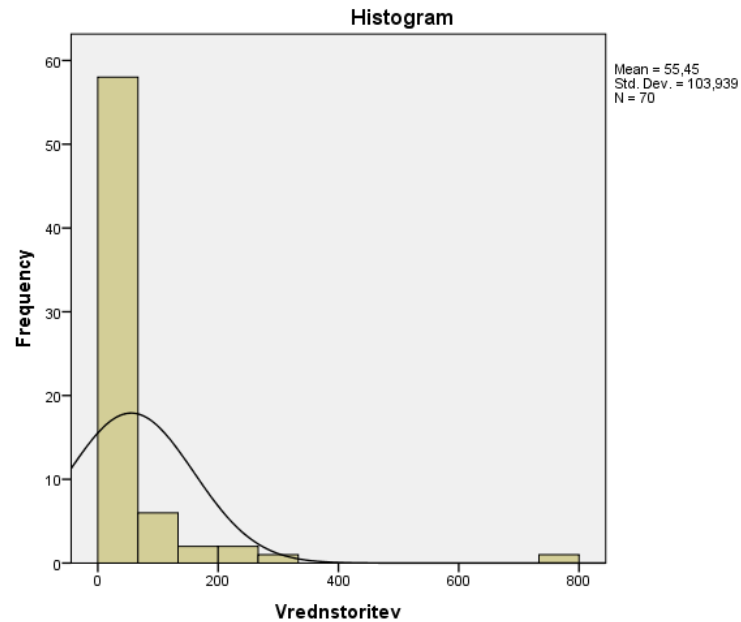 Histogram
Mean = 55,45
Std. Dev. = 103,939
N = 70
Frequency
60
50
40
30
20
10
0
0 200 400 600 800
Vrednstoritev